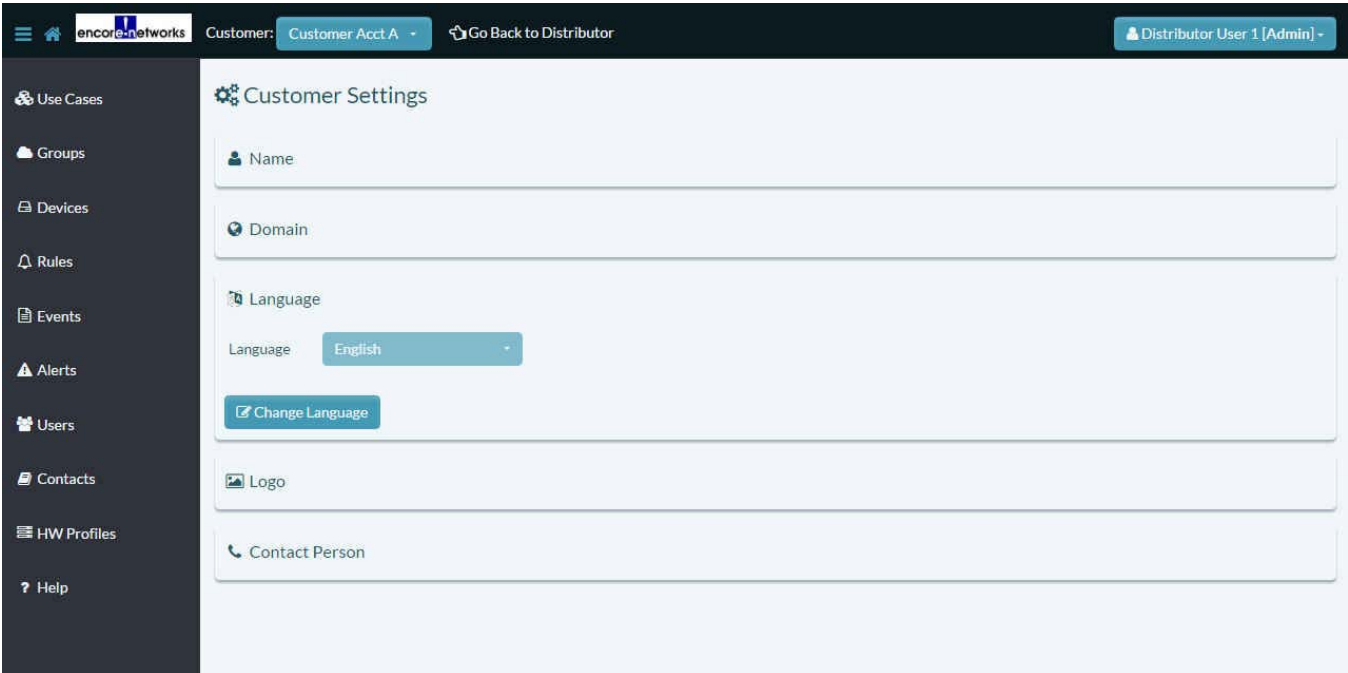 encore networks Customer: Customer Acct A Go Back to Distributor Distributor User 1 [Admin]
Use Cases
Groups
Devices
Rules
Events
Alerts
Users
Contacts
HW Profiles
? Help
Customer Settings
Name
Domain
Language
Language English
Change Language
Logo
Contact Person